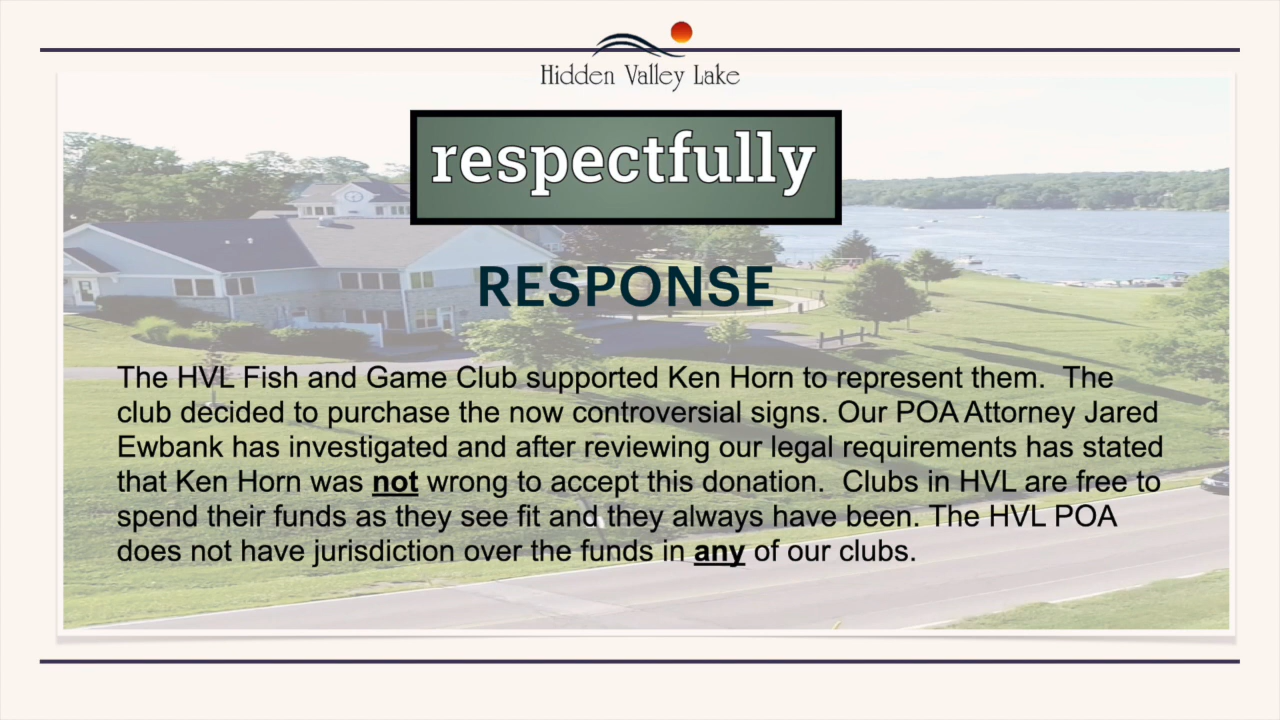 Hidden Valley Lake
respectfully
RESPONSE
The HVL Fish and Game Club supported Ken Horn to represent them. The
club decided to purchase the now controversial signs. Our POA Attorney Jared
Ewbank has investigated and after reviewing our legal requirements has stated
that Ken Horn was not wrong to accept this donation. Clubs in HVL are free to
spend their funds as they see fit and they always have been. The HVL POA
does not have jurisdiction over the funds in any of our clubs.